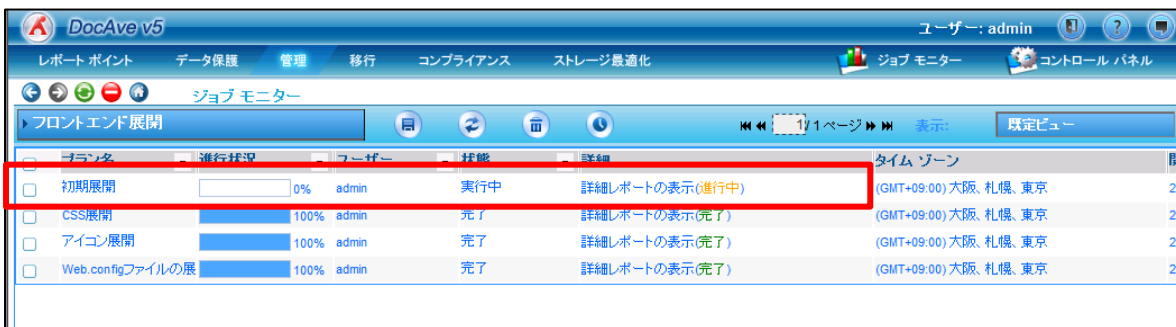 DocAve v5 ユーザー: admin
レポート ポイント データ保護 管理 移行 コンプライアンス ストレージ最適化 ジョブ モニター コントロール パネル
ジョブ モニター
フロントエンド展開 1/1ページ 表示: 既定ビュー
プラン名 進行状況 ユーザー 状態 詳細 タイム ゾーン
初期展開 0% admin 実行中 詳細レポートの表示(進行中) (GMT+09:00) 大阪、札幌、東京 2
CSS展開 100% admin 完了 詳細レポートの表示(完了) (GMT+09:00) 大阪、札幌、東京 2
アイコン展開 100% admin 完了 詳細レポートの表示(完了) (GMT+09:00) 大阪、札幌、東京 2
Web.configファイルの展 100% admin 完了 詳細レポートの表示(完了) (GMT+09:00) 大阪、札幌、東京 2